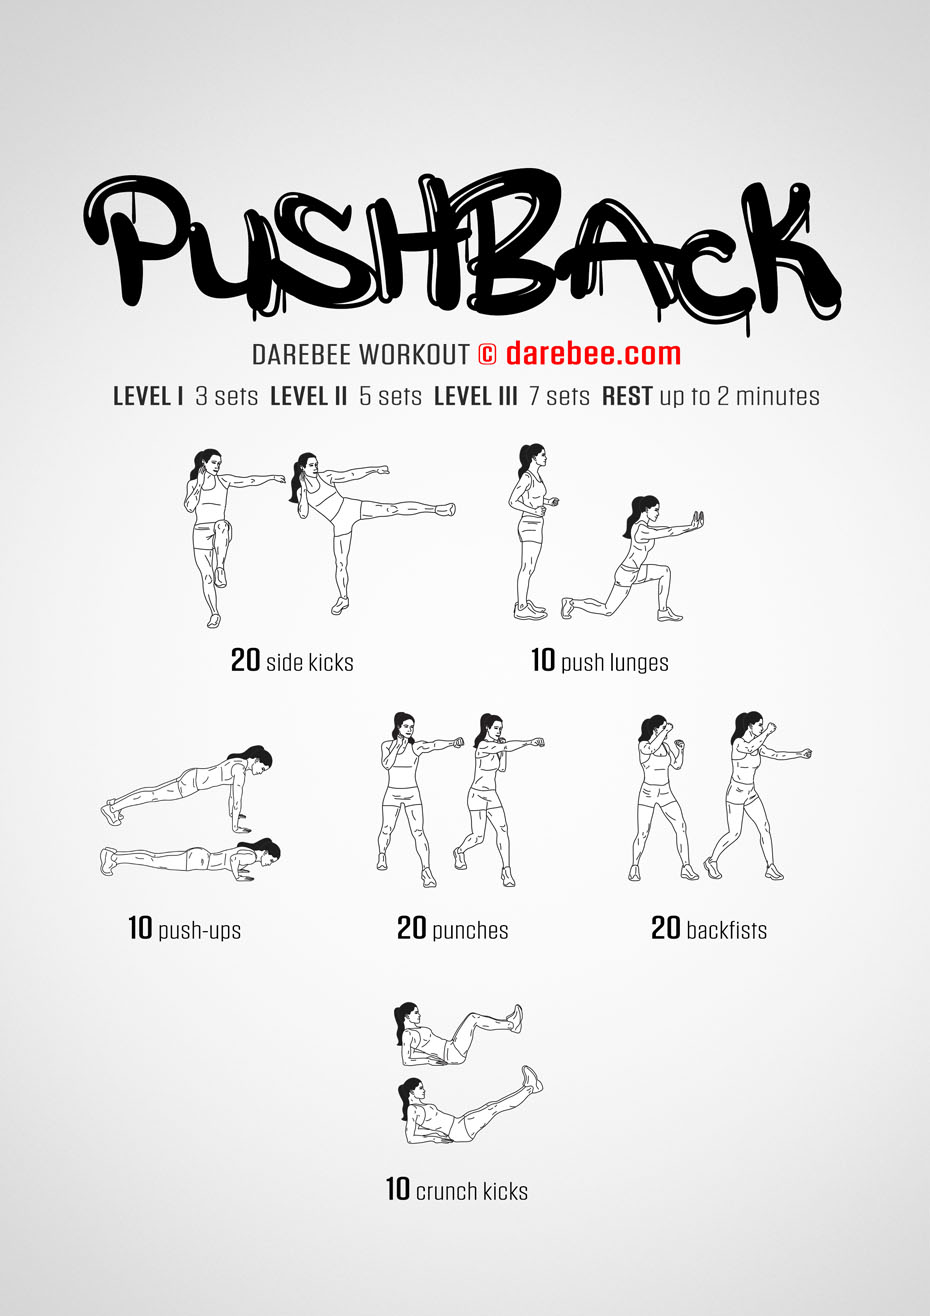 PUSHBACK
DAREBEE WORKOUT © darebee.com
LEVEL I 3 sets LEVEL II 5 sets LEVEL III 7 sets REST up to 2 minutes
20 side kicks
10 push lunges
10 push-ups
20 punches
20 backfists
10 crunch kicks